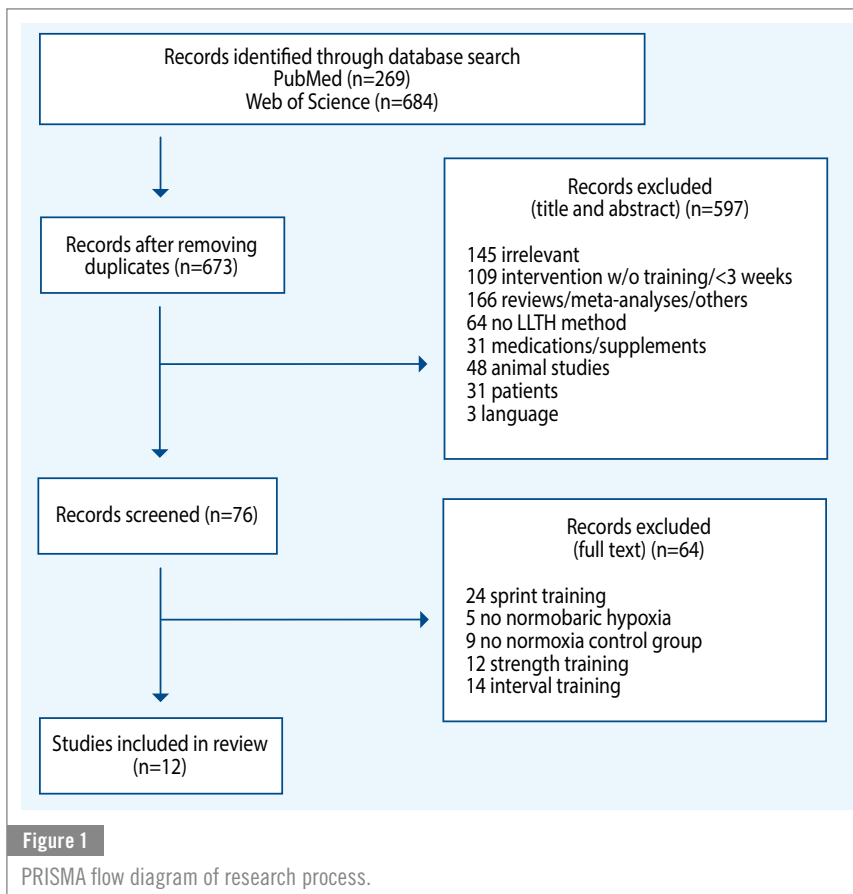 Records identified through database search
PubMed (n=269)
Web of Science (n=684)
Records after removing
duplicates (n=673)
Records excluded
(title and abstract) (n=597)
145 irrelevant
109 intervention w/o training/<3 weeks
166 reviews/meta-analyses/others
64 no LLTH method
31 medications/supplements
48 animal studies
31 patients
3 language
Records screened (n=76)
Records excluded
(full text) (n=64)
24 sprint training
5 no normobaric hypoxia
9 no normoxia control group
12 strength training
14 interval training
Studies included in review
(n=12)
Figure 1
PRISMA flow diagram of research process.